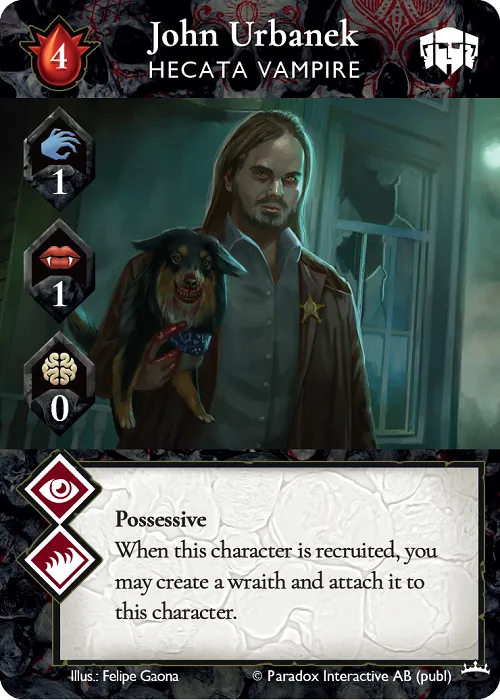 4
John Urbanek
HECATA VAMPIRE
1
1
0
Possessive
When this character is recruited, you
may create a wraith and attach it to
this character.
Illus.: Felipe Gaona
© Paradox Interactive AB (publ)